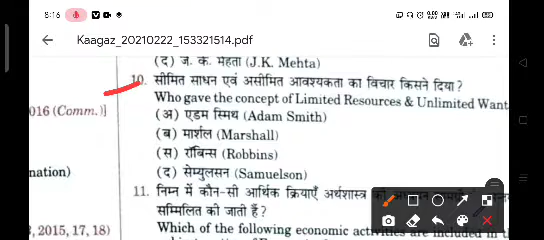 8:16
Kaagaz_20210222_153321514.pdf
(द) ज. के. मेहता (J.K. Mehta)
10. सीमित साधन एवं असीमित आवश्यकता का विचार किसने दिया?
Who gave the concept of Limited Resources & Unlimited Want
016 (Comm.)]
(अ) एडम स्मिथ (Adam Smith)
(ब) मार्शल (Marshall)
(स) रॉबिन्स (Robbins)
nation)
(द) सेम्युलसन (Samuelson)
11. निम्न में कौन-सी आर्थिक क्रियाएँ अर्थशास्त्र की
सम्मिलित की जाती हैं?
, 2015, 17, 18)
Which of the following economic activities are included in